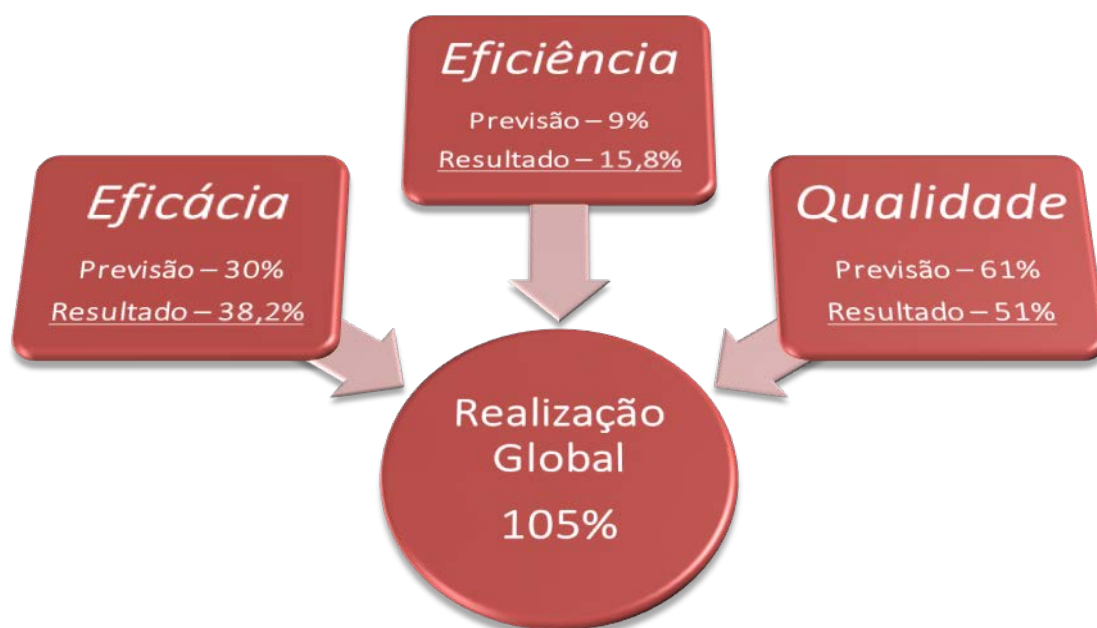 Eficiência
Previsão – 9%
Resultado – 15,8%
Eficácia
Previsão – 30%
Resultado – 38,2%
Qualidade
Previsão – 61%
Resultado – 51%
Realização
Global
105%